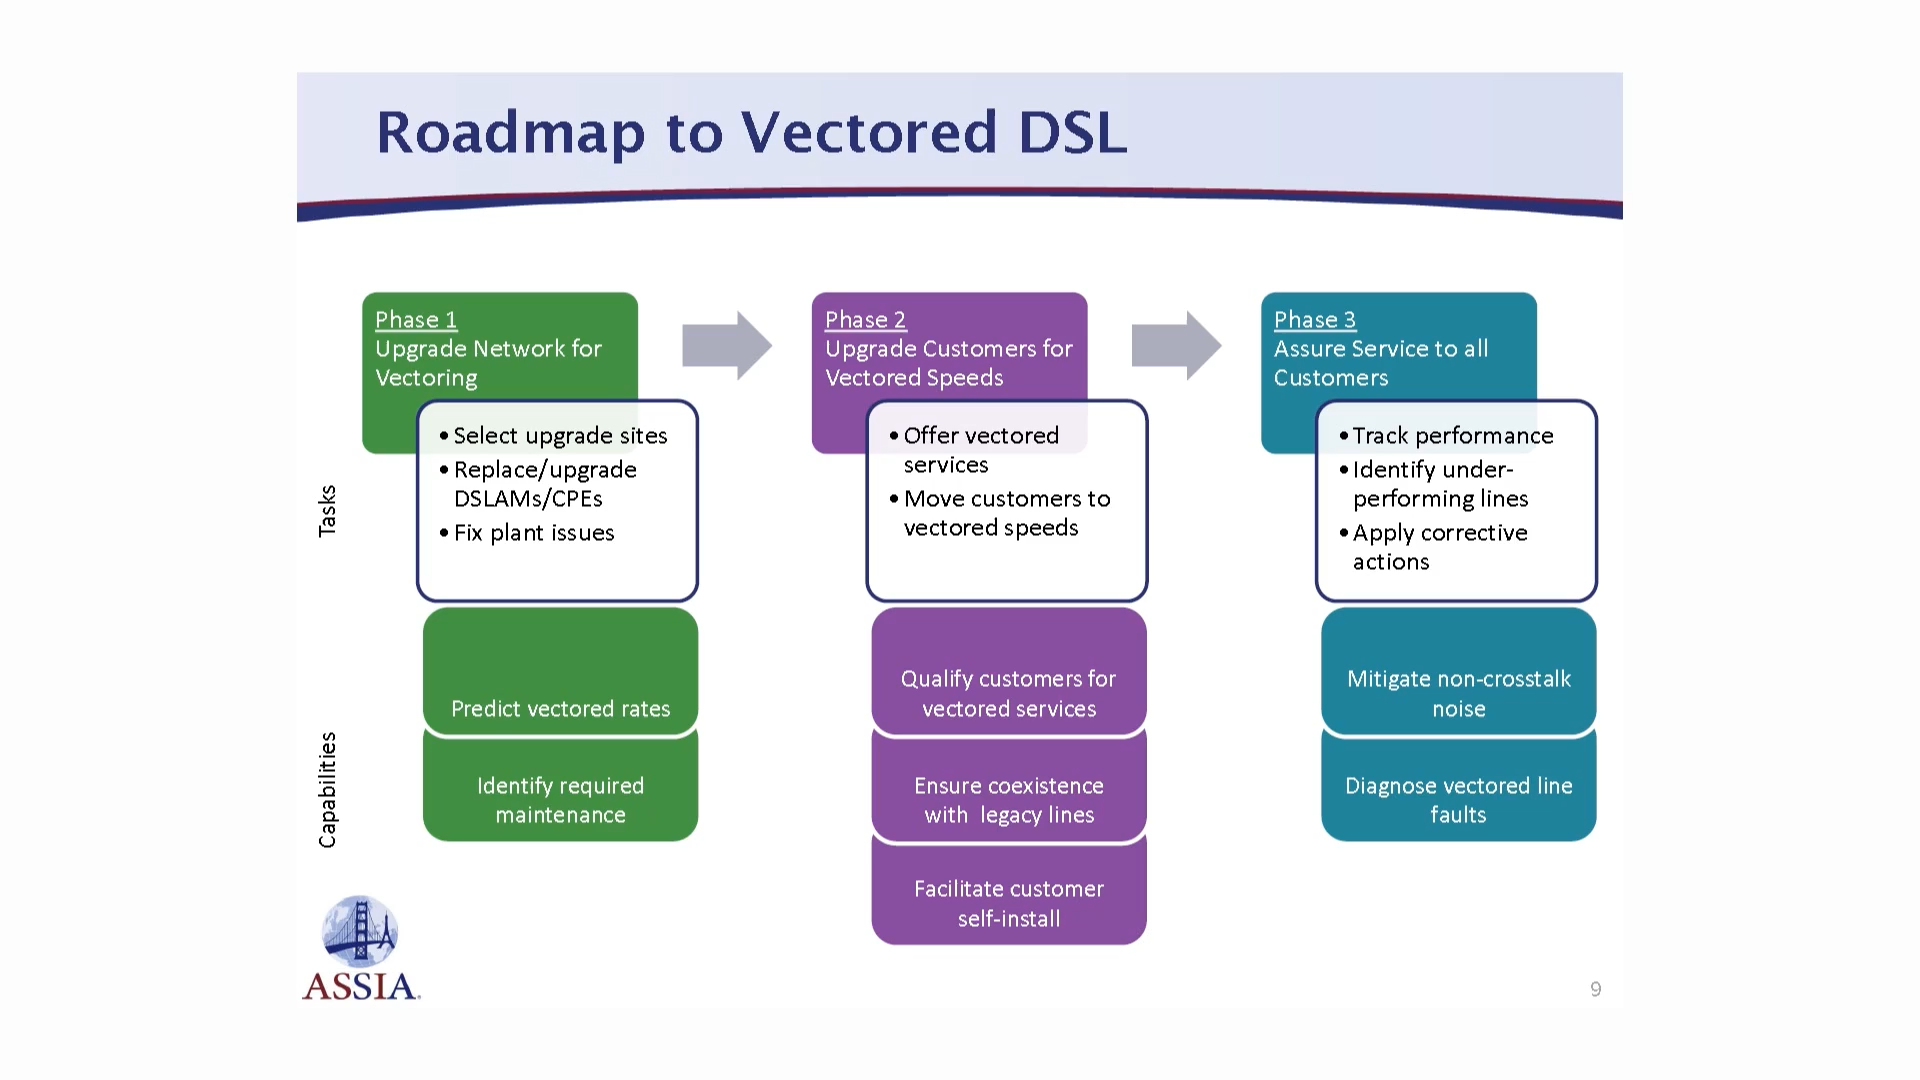 Roadmap to Vectored DSL
Phase 1
Upgrade Network for
Vectoring
Phase 2
Upgrade Customers for
Vectored Speeds
Phase 3
Assure Service to all
Customers
Tasks
• Select upgrade sites
• Replace/upgrade
DSLAMs/CPEs
• Fix plant issues
• Offer vectored
services
• Move customers to
vectored speeds
• Track performance
• Identify under-
performing lines
• Apply corrective
actions
Capabilities
Predict vectored rates
Identify required
maintenance
Qualify customers for
vectored services
Ensure coexistence
with legacy lines
Facilitate customer
self-install
Mitigate non-crosstalk
noise
Diagnose vectored line
faults
ASSIA
9